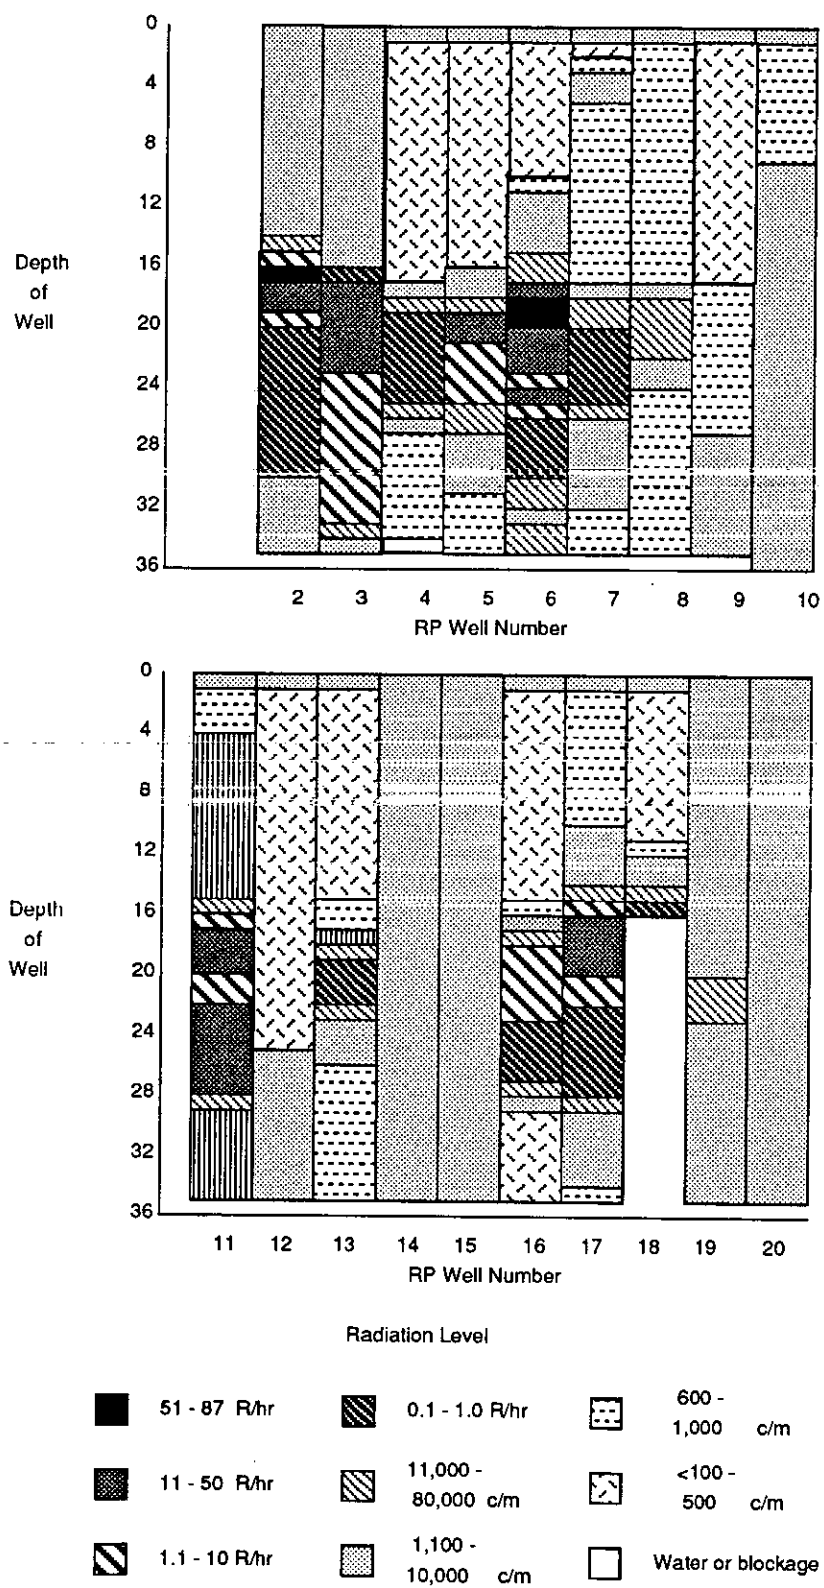 0
4
8
12
16
20
24
28
32
36
Depth
of
Well
2 3 4 5 6 7 8 9 10
RP Well Number
0
4
8
12
16
20
24
28
32
36
Depth
of
Well
11 12 13 14 15 16 17 18 19 20
RP Well Number
Radiation Level
51 - 87 R/hr
0.1 - 1.0 R/hr
600 -
1,000 c/m
11 - 50 R/hr
11,000 -
80,000 c/m
<100 -
500 c/m
1.1 - 10 R/hr
1,100 -
10,000 c/m
Water or blockage